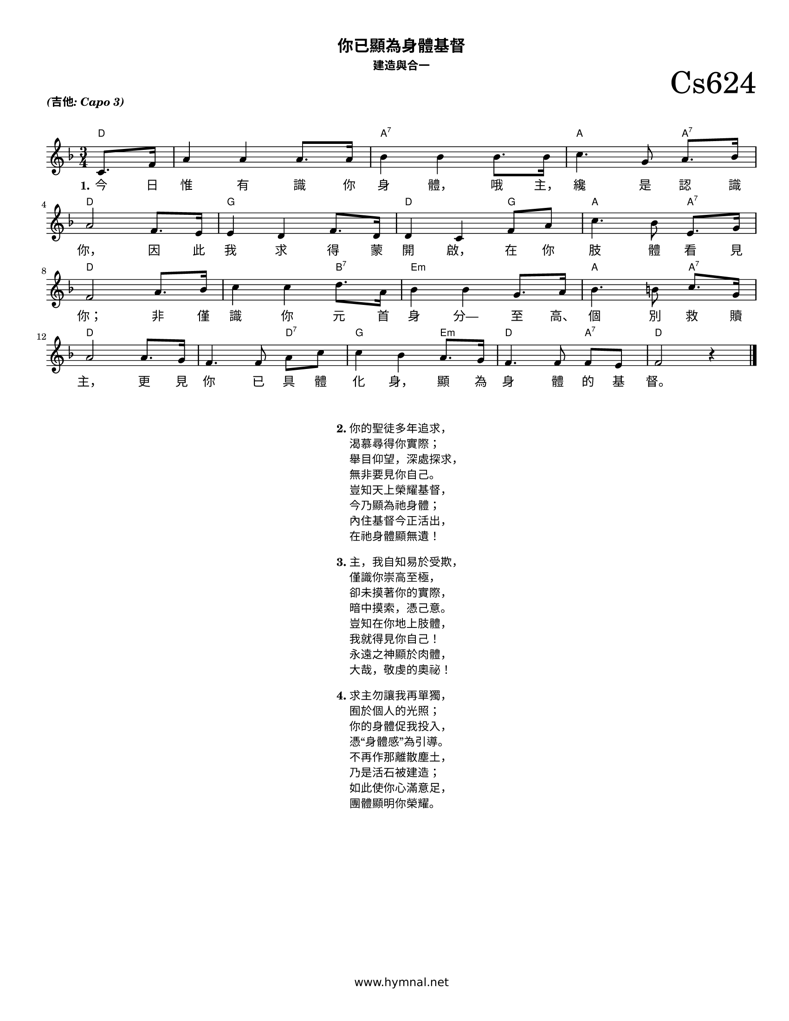 你已顯為身體基督
建造與合一
Cs624
(吉他: Capo 3)
D A7 A A7
3 4
1. 今 日 惟 有 識 你 身 體， 哦 主， 纔 是 認 識
4 D G D G A A7
你， 因 此 我 求 得 蒙 開 啟， 在 你 肢 體 看 見
8 D B7 Em A A7
你； 非 僅 識 你 元 首 身 分— 至 高、 個 別 救 贖
12 D D7 G Em D A7 D
主， 更 見 你 已 具 體 化 身， 顯 為 身 體 的 基 督。
2. 你的聖徒多年追求，
渴慕尋得你實際；
舉目仰望，深處探求，
無非要見你自己。
豈知天上榮耀基督，
今乃顯為祂身體；
內住基督今正活出，
在祂身體顯無遺！
3. 主，我自知易於受欺，
僅識你崇高至極，
卻未摸著你的實際，
暗中摸索，憑己意。
豈知在你地上肢體，
我就得見你自己！
永遠之神顯於肉體，
大哉，敬虔的奧祕！
4. 求主勿讓我再單獨，
囿於個人的光照；
你的身體促我投入，
憑“身體感”為引導。
不再作那離散塵土，
乃是活石被建造；
如此使你心滿意足，
團體顯明你榮耀。
www.hymnal.net